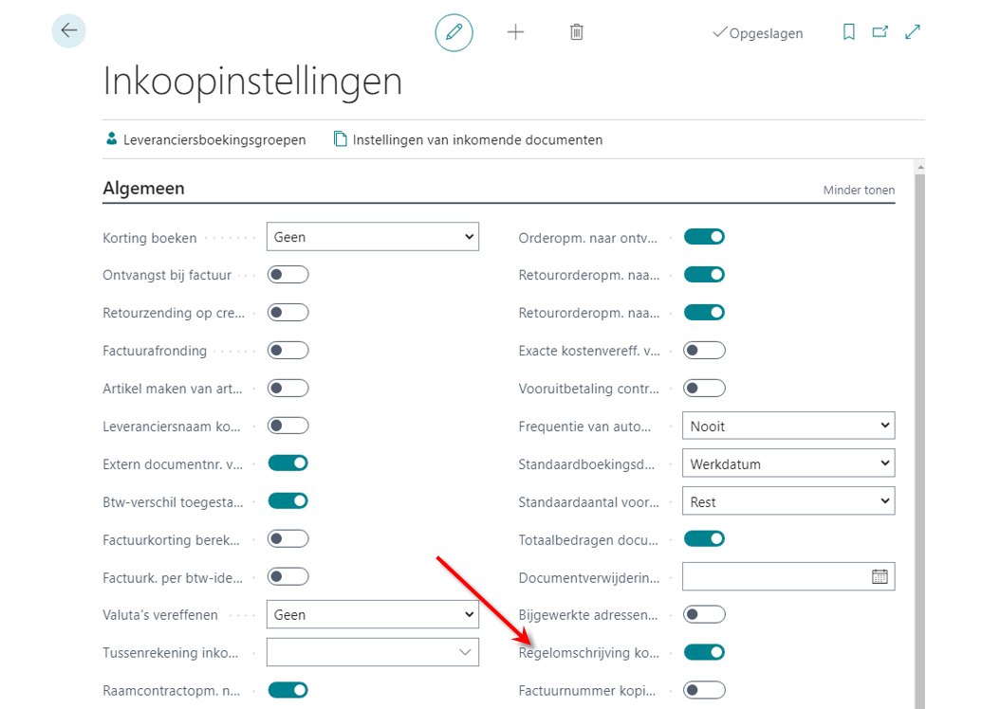 Opgeslagen
Inkoopinstellingen
Leveranciersboekingsgroepen
Instellingen van inkomende documenten
Algemeen
Minder tonen
Korting boeken
Geen
Ontvangst bij factuur
Retourzending op cre...
Factuurafronding
Artikel maken van art...
Leveranciersnaam ko...
Extern documentnr. v...
Btw-verschil toegesta...
Factuurkorting berek...
Factuurk. per btw-ide...
Valuta's vereffenen
Geen
Tussenrekening inko...
Raamcontractopm. n...
Orderopm. naar ontv...
Retourorderopm. naa...
Retourorderopm. naa...
Exacte kostenvereff. v...
Vooruitbetaling contr...
Frequentie van auto...
Nooit
Standaardboekingsd...
Werkdatum
Standaardaantal voor...
Rest
Totaalbedragen docu...
Documentverwijderin...
Bijgewerkte adressen...
Regelomschrijving ko...
Factuurnummer kopi...